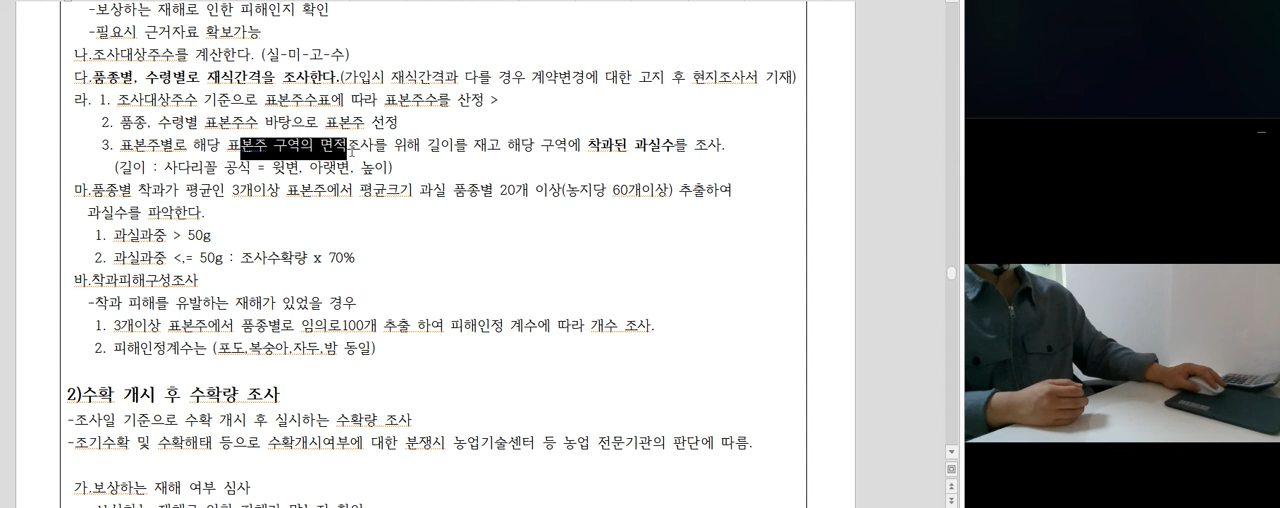 -보상하는 재해로 인한 피해인지 확인
-필요시 근거자료 확보가능
나.조사대상주수를 계산한다. (실-미-고-수)
다.품종별, 수령별로 재식간격을 조사한다.(가입시 재식간격과 다를 경우 계약변경에 대한 고지 후 현지조사서 기재)
라. 1. 조사대상주수 기준으로 표본주수표에 따라 표본주수를 산정 >
2. 품종, 수령별 표본주수 바탕으로 표본주 선정
3. 표본주별로 해당 표본주 구역의 면적조사를 위해 길이를 재고 해당 구역에 착과된 과실수를 조사.
(길이 : 사다리꼴 공식 = 윗변, 아랫변, 높이)
마.품종별 착과가 평균인 3개이상 표본주에서 평균크기 과실 품종별 20개 이상(농지당 60개이상) 추출하여
과실수를 파악한다.
1. 과실과중 > 50g
2. 과실과중 <,= 50g : 조사수확량 x 70%
바.착과피해구성조사
-착과 피해를 유발하는 재해가 있었을 경우
1. 3개이상 표본주에서 품종별로 임의로100개 추출 하여 피해인정 계수에 따라 개수 조사.
2. 피해인정계수는 (포도,복숭아,자두,밤 동일)
2)수확 개시 후 수확량 조사
-조사일 기준으로 수확 개시 후 실시하는 수확량 조사
-조기수확 및 수확해태 등으로 수확개시여부에 대한 분쟁시 농업기술센터 등 농업 전문기관의 판단에 따름.
가.보상하는 재해 여부 심사